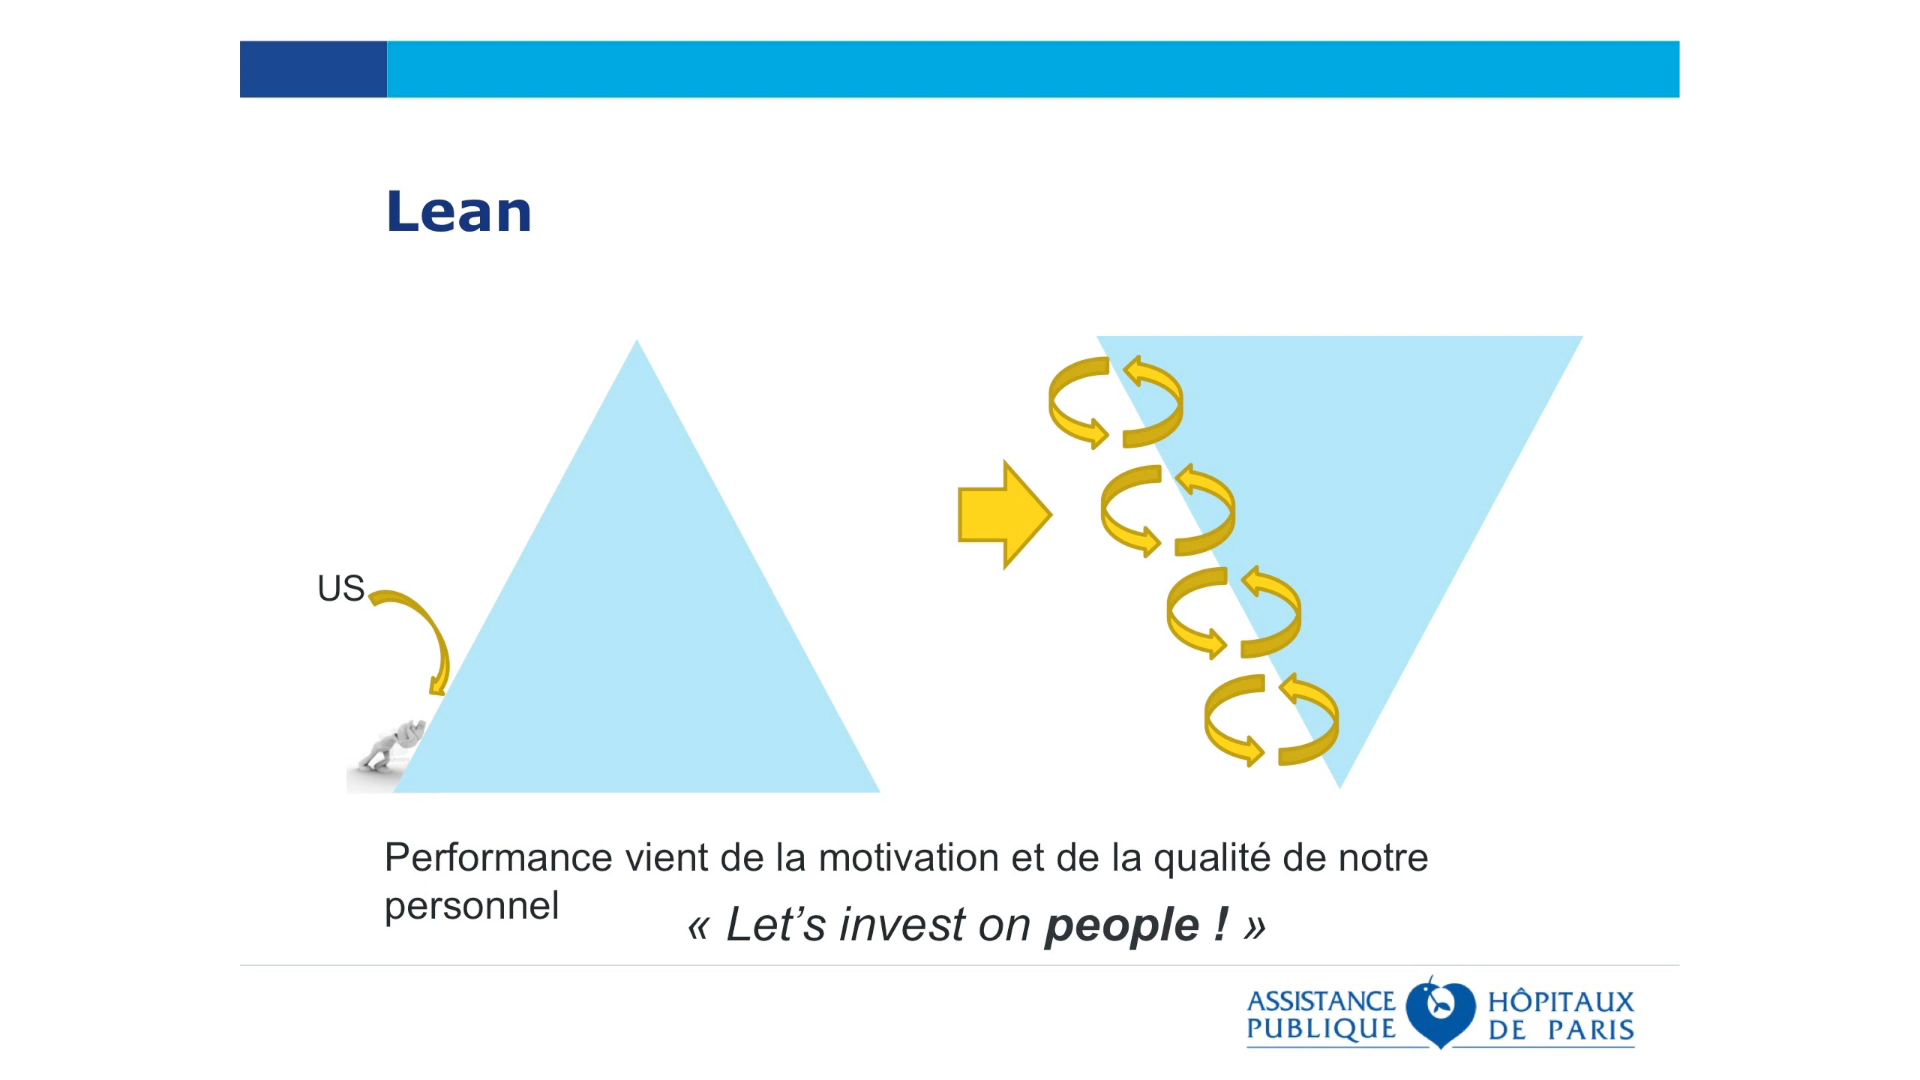 Lean
US
Performance vient de la motivation et de la qualité de notre
personnel
« Let’s invest on people ! »
ASSISTANCE HÔPITAUX
PUBLIQUE DE PARIS